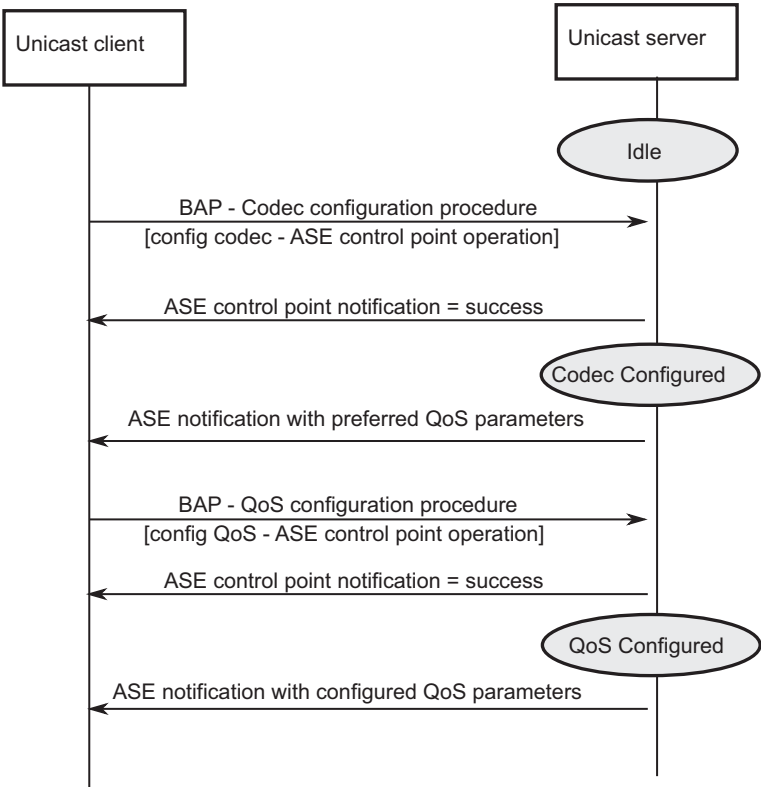 Unicast client
Unicast server
Idle
BAP - Codec configuration procedure
[config codec - ASE control point operation]
ASE control point notification = success
Codec Configured
ASE notification with preferred QoS parameters
BAP - QoS configuration procedure
[config QoS - ASE control point operation]
ASE control point notification = success
QoS Configured
ASE notification with configured QoS parameters